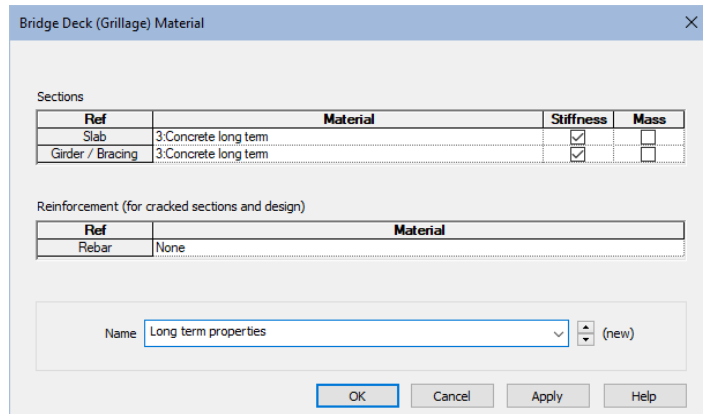 Bridge Deck (Grillage) Material
Sections
Ref Material Stiffness Mass
Slab 3:Concrete long term
Girder / Bracing 3:Concrete long term
Reinforcement (for cracked sections and design)
Ref Material
Rebar None
Name Long term properties (new)
OK Cancel Apply Help